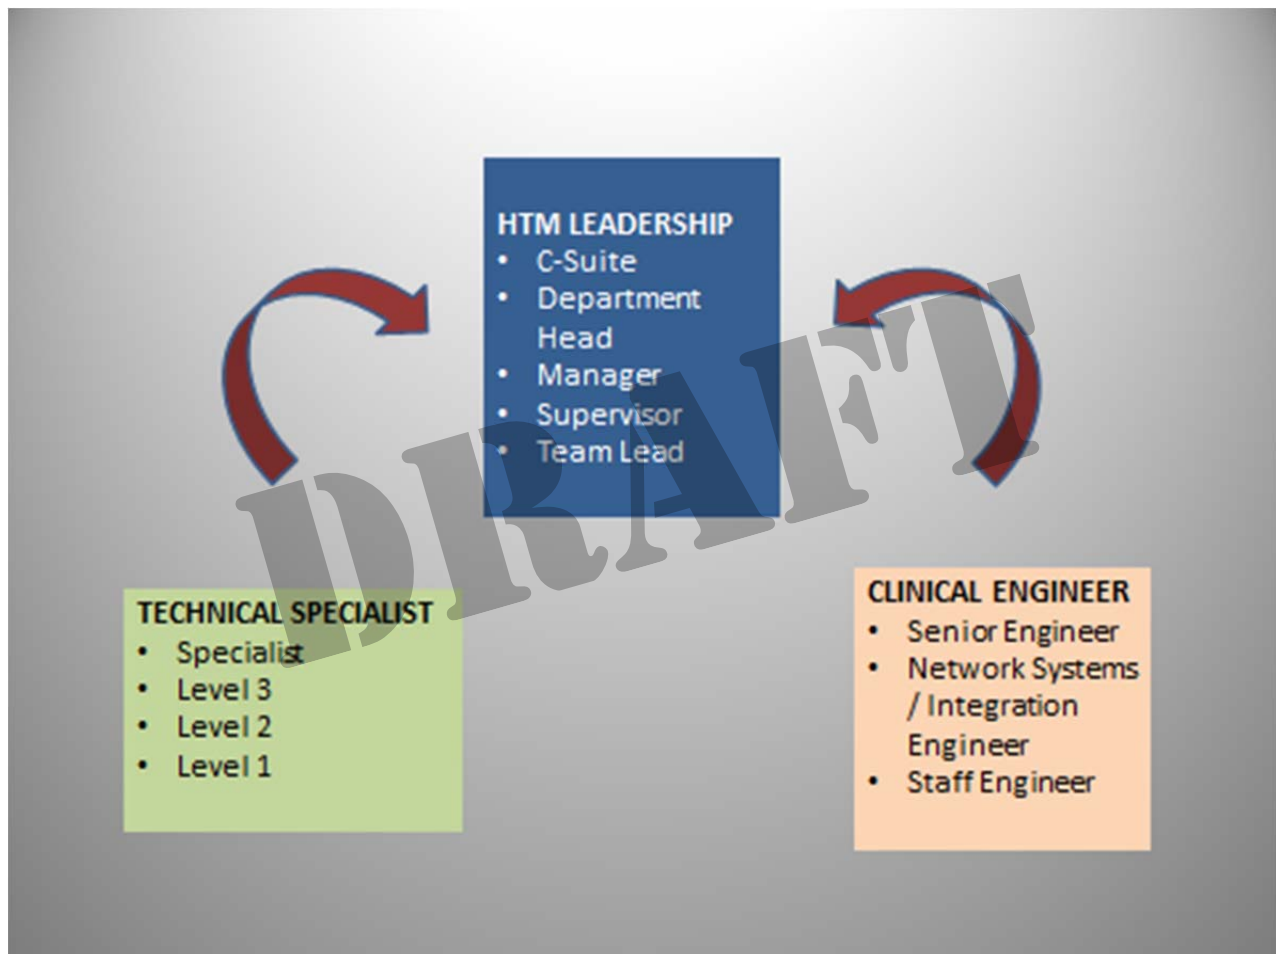 HTM LEADERSHIP
• C-Suite
• Department
Head
• Manager
• Supervisor
• Team Lead
DRAFT
TECHNICAL SPECIALIST
• Specialist
• Level 3
• Level 2
• Level 1
CLINICAL ENGINEER
• Senior Engineer
• Network Systems
/ Integration
Engineer
• Staff Engineer